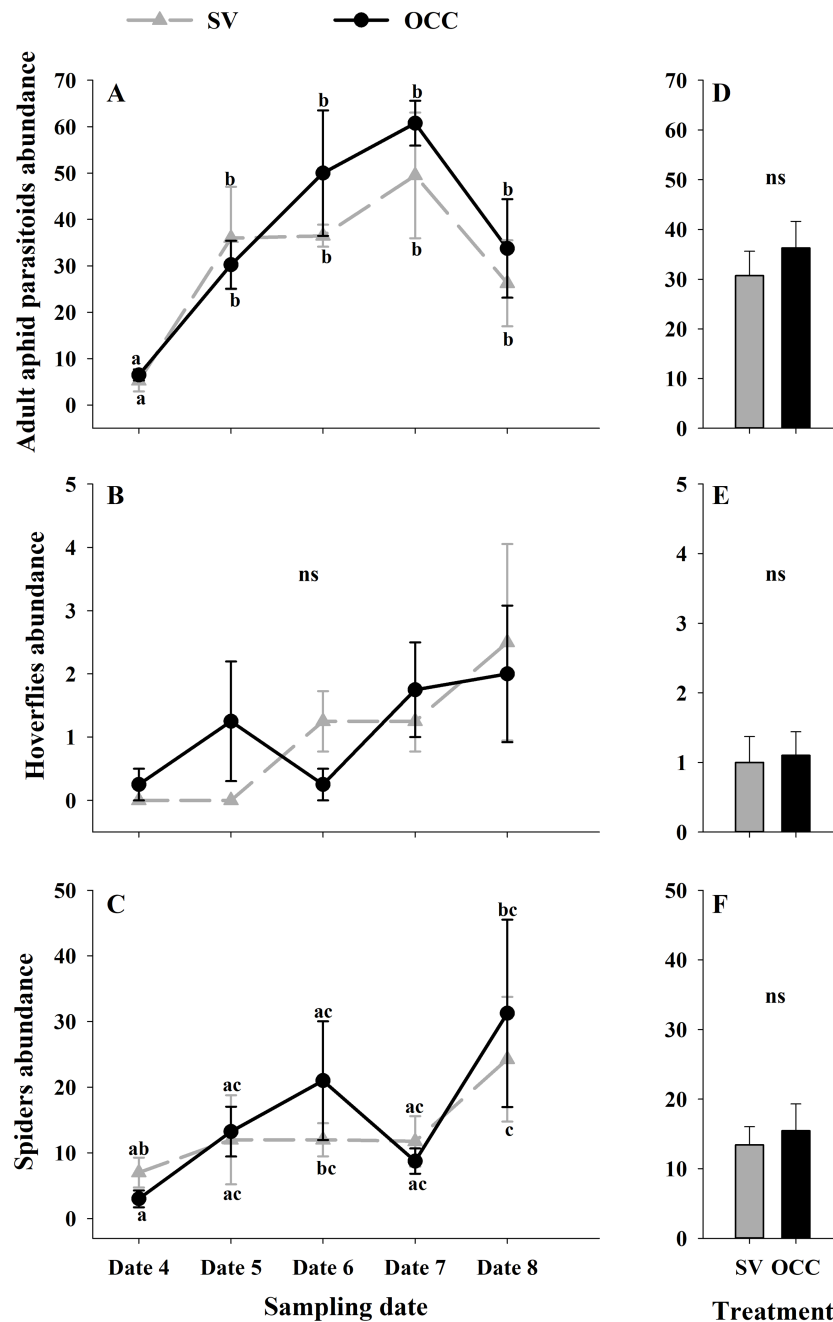 SV OCC
A
Adult aphid parasitoids abundance
70
60
50
40
30
20
10
0
b
b
b
b
b
b
b
b
a
a
D
70
60
50
40
30
20
10
0
ns
B
Hoverflies abundance
5
4
3
2
1
0
ns
E
5
4
3
2
1
0
ns
C
Spiders abundance
50
40
30
20
10
0
bc
ac
ac
ac
ab
c
bc
ac
ac
a
Date 4 Date 5 Date 6 Date 7 Date 8
Sampling date
F
50
40
30
20
10
0
ns
SV OCC
Treatment